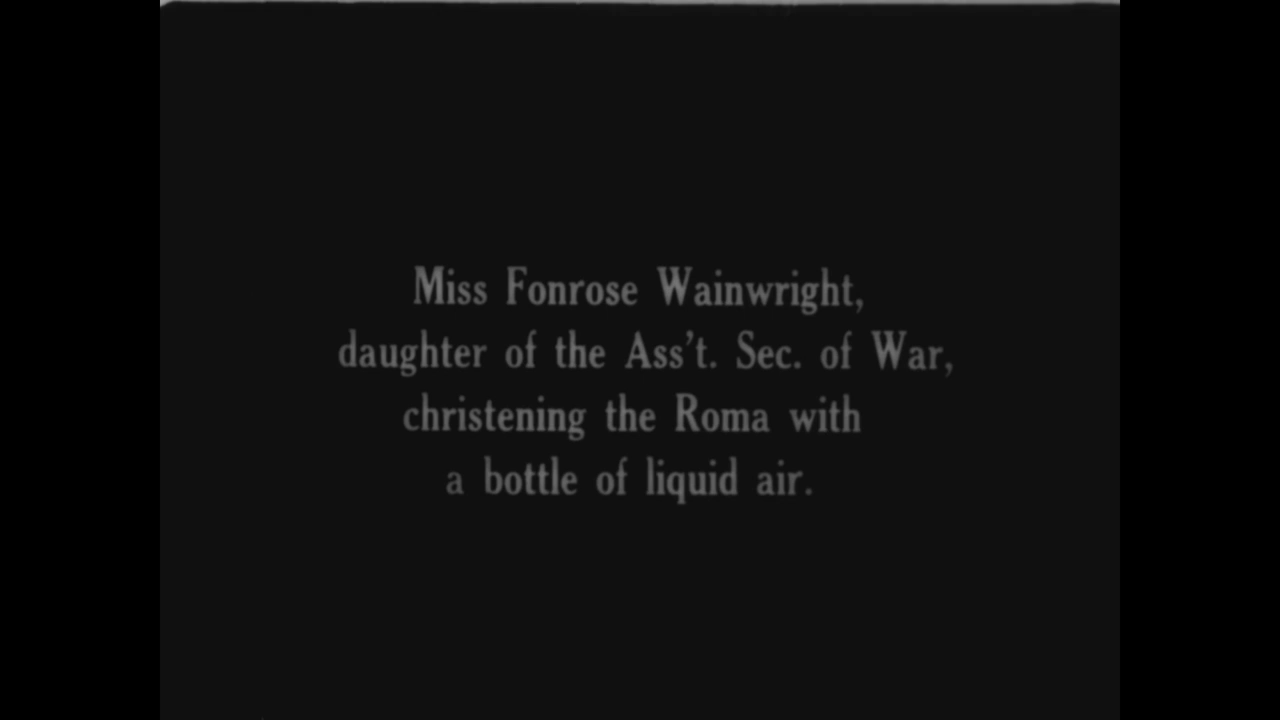 Miss Fonrose Wainwright,
daughter of the Ass't. Sec. of War,
christening the Roma with
a bottle of liquid air.